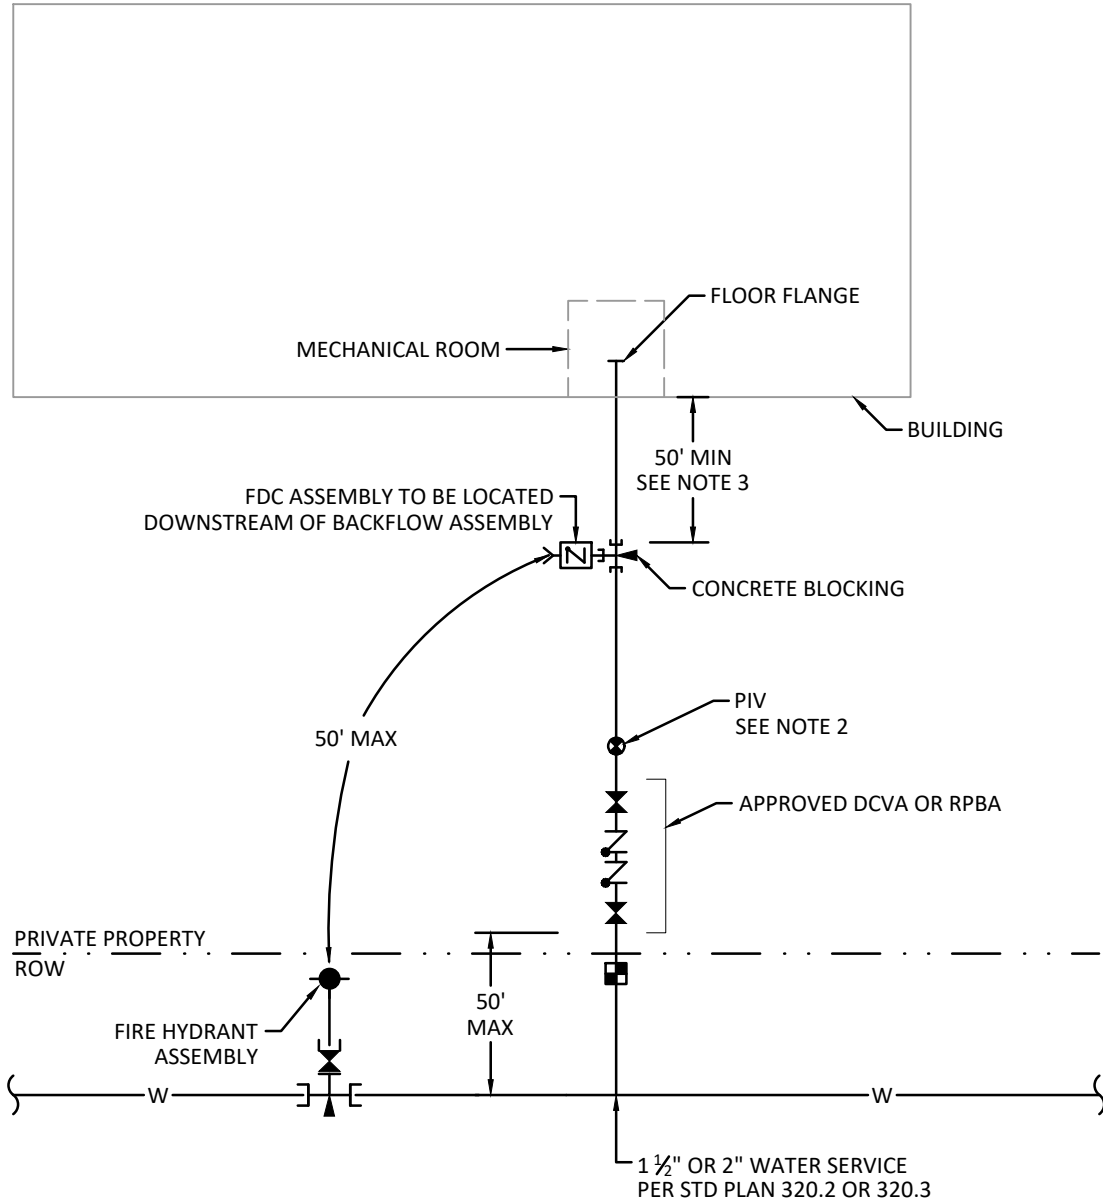 FLOOR FLANGE
MECHANICAL ROOM
BUILDING
50' MIN
SEE NOTE 3
FDC ASSEMBLY TO BE LOCATED
DOWNSTREAM OF BACKFLOW ASSEMBLY
CONCRETE BLOCKING
PIV
SEE NOTE 2
50' MAX
APPROVED DCVA OR RPBA
PRIVATE PROPERTY
ROW
50'
MAX
FIRE HYDRANT
ASSEMBLY
W
W
1 ½" OR 2" WATER SERVICE
PER STD PLAN 320.2 OR 320.3